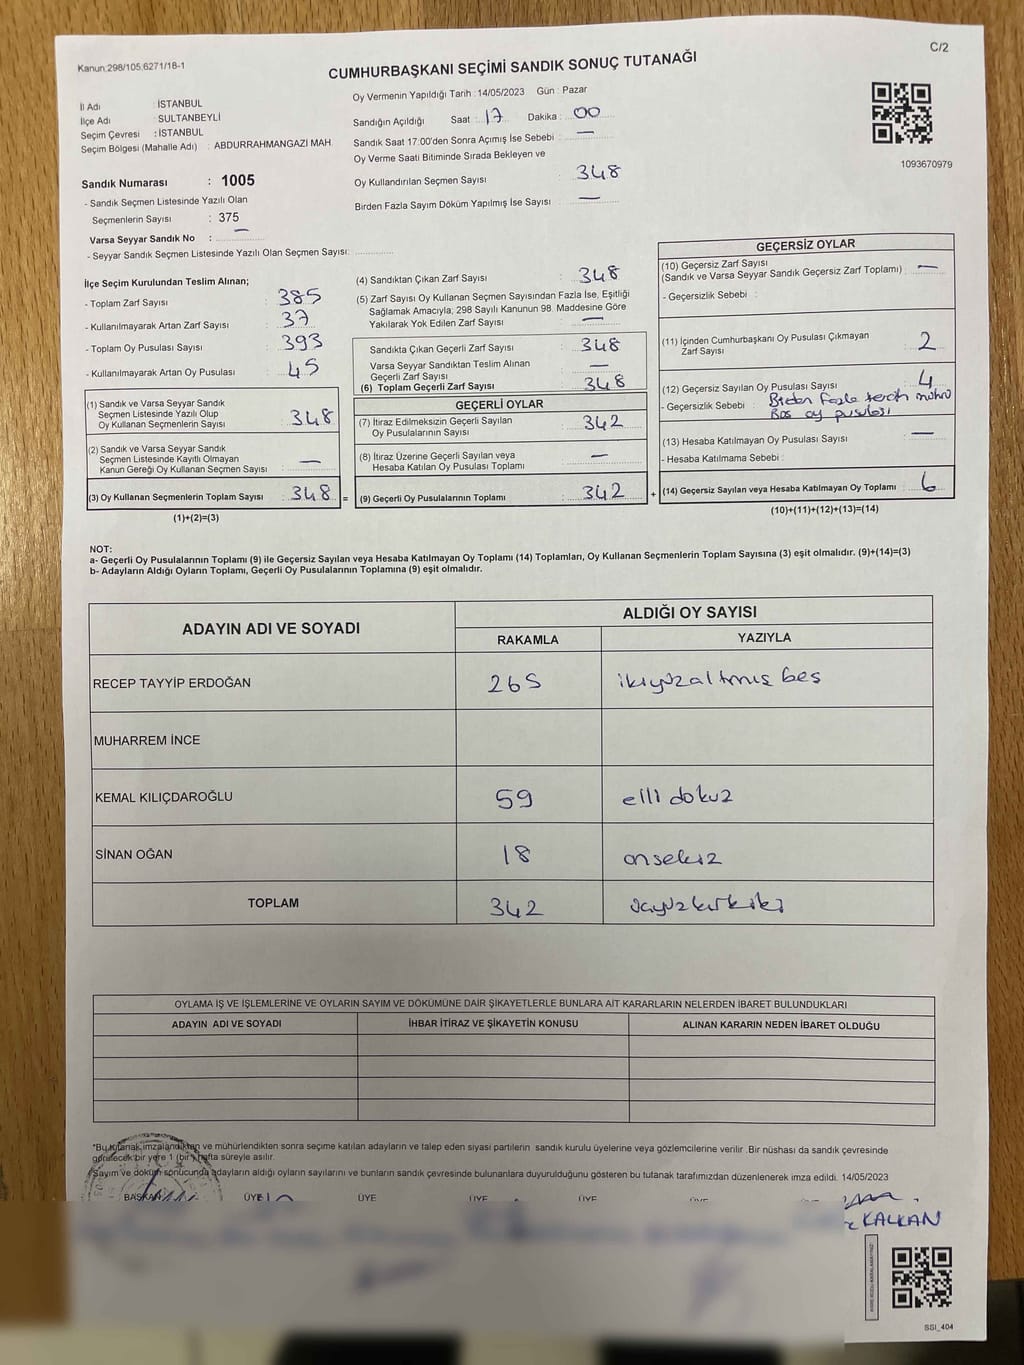 Kanun:298/105;6271/18-1
C/2
CUMHURBAŞKANI SEÇİMİ SANDIK SONUÇ TUTANAĞI
İl Adı : İSTANBUL
İlçe Adı : SULTANBEYLİ
Seçim Çevresi : İSTANBUL
Seçim Bölgesi (Mahalle Adı) : ABDURRAHMANGAZİ MAH.
Sandık Numarası : 1005
- Sandık Seçmen Listesinde Yazılı Olan
Seçmenlerin Sayısı : 375
Varsa Seyyar Sandık No : —
- Seyyar Sandık Seçmen Listesinde Yazılı Olan Seçmen Sayısı:
Oy Vermenin Yapıldığı Tarih : 14/05/2023 Gün : Pazar
Sandığın Açıldığı Saat : 17 Dakika : 00
Sandık Saat 17:00'den Sonra Açımış İse Sebebi : —
Oy Verme Saati Bitiminde Sırada Bekleyen ve
Oy Kullandırılan Seçmen Sayısı : 348
Birden Fazla Sayım Döküm Yapılmış İse Sayısı : —
1093670979
İlçe Seçim Kurulundan Teslim Alınan;
- Toplam Zarf Sayısı : 385
- Kullanılmayarak Artan Zarf Sayısı : 37
- Toplam Oy Pusulası Sayısı : 393
- Kullanılmayarak Artan Oy Pusulası : 45
(1) Sandık ve Varsa Seyyar Sandık
Seçmen Listesinde Yazılı Olup
Oy Kullanan Seçmenlerin Sayısı : 348
(2) Sandık ve Varsa Seyyar Sandık
Seçmen Listesinde Kayıtlı Olmayan
Kanun Gereği Oy Kullanan Seçmen Sayısı : —
(3) Oy Kullanan Seçmenlerin Toplam Sayısı : 348 =
(1)+(2)=(3)
(4) Sandıktan Çıkan Zarf Sayısı : 348
(5) Zarf Sayısı Oy Kullanan Seçmen Sayısından Fazla İse, Eşitliği
Sağlamak Amacıyla; 298 Sayılı Kanunun 98. Maddesine Göre
Yakılarak Yok Edilen Zarf Sayısı : —
Sandıkta Çıkan Geçerli Zarf Sayısı : 348
Varsa Seyyar Sandıktan Teslim Alınan
Geçerli Zarf Sayısı : —
(6) Toplam Geçerli Zarf Sayısı : 348
GEÇERLİ OYLAR
(7) İtiraz Edilmeksizin Geçerli Sayılan
Oy Pusulalarının Sayısı : 342
(8) İtiraz Üzerine Geçerli Sayılan veya
Hesaba Katılan Oy Pusulası Toplamı : —
(9) Geçerli Oy Pusulalarının Toplamı : 342 +
GEÇERSİZ OYLAR
(10) Geçersiz Zarf Sayısı
(Sandık ve Varsa Seyyar Sandık Geçersiz Zarf Toplamı) : —
- Geçersizlik Sebebi :
(11) İçinden Cumhurbaşkanı Oy Pusulası Çıkmayan
Zarf Sayısı : 2
(12) Geçersiz Sayılan Oy Pusulası Sayısı : 4
- Geçersizlik Sebebi : Birden fazla tercih mührü
Boş oy pusulası
(13) Hesaba Katılmayan Oy Pusulası Sayısı : —
- Hesaba Katılmama Sebebi :
(14) Geçersiz Sayılan veya Hesaba Katılmayan Oy Toplamı : 6
(10)+(11)+(12)+(13)=(14)
NOT:
a- Geçerli Oy Pusulalarının Toplamı (9) ile Geçersiz Sayılan veya Hesaba Katılmayan Oy Toplamı (14) Toplamları, Oy Kullanan Seçmenlerin Toplam Sayısına (3) eşit olmalıdır. (9)+(14)=(3)
b- Adayların Aldığı Oyların Toplamı, Geçerli Oy Pusulalarının Toplamına (9) eşit olmalıdır.
ADAYIN ADI VE SOYADI
ALDIĞI OY SAYISI
RAKAMLA YAZIYLA
RECEP TAYYİP ERDOĞAN 265 ikiyüzaltmış beş
MUHARREM İNCE
KEMAL KILIÇDAROĞLU 59 elli dokuz
SİNAN OĞAN 18 onsekiz
TOPLAM 342 üçyüzkırkiki
OYLAMA İŞ VE İŞLEMLERİNE VE OYLARIN SAYIM VE DÖKÜMÜNE DAİR ŞİKAYETLERLE BUNLARA AİT KARARLARIN NELERDEN İBARET BULUNDUKLARI
ADAYIN ADI VE SOYADI İHBAR İTİRAZ VE ŞİKAYETİN KONUSU ALINAN KARARIN NEDEN İBARET OLDUĞU
*Bu tutanak imzalandıktan ve mühürlendikten sonra seçime katılan adayların ve talep eden siyasi partilerin sandık kurulu üyelerine veya gözlemcilerine verilir .Bir nüshası da sandık çevresinde
görülecek bir yere 1 (bir) hafta süreyle asılır.
*Sayım ve döküm sonucunda adayların aldığı oyların sayılarını ve bunların sandık çevresinde bulunanlara duyurulduğunu gösteren bu tutanak tarafımızdan düzenlenerek imza edildi. 14/05/2023
BAŞKAN ÜYE ÜYE ÜYE ÜYE ÜYE
KALKAN
SSI_404